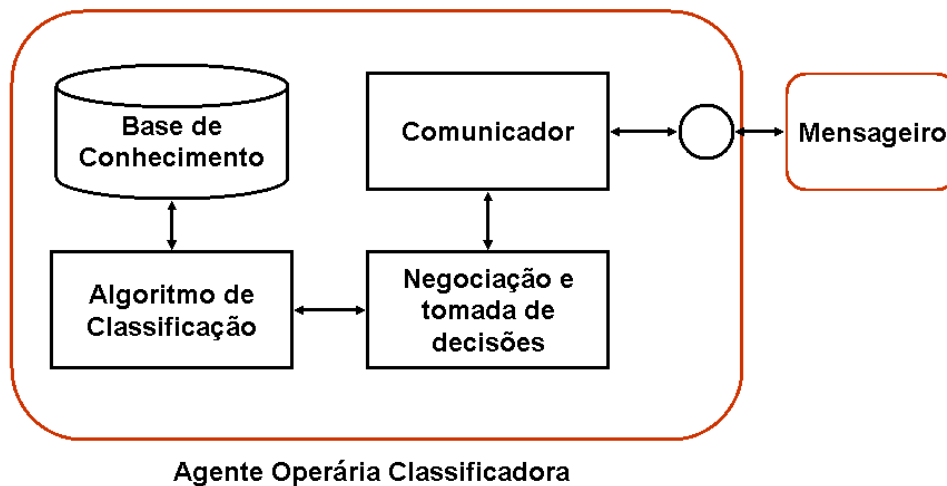 Base de
Conhecimento
Comunicador
Mensageiro
Algoritmo de
Classificação
Negociação e
tomada de
decisões
Agente Operária Classificadora